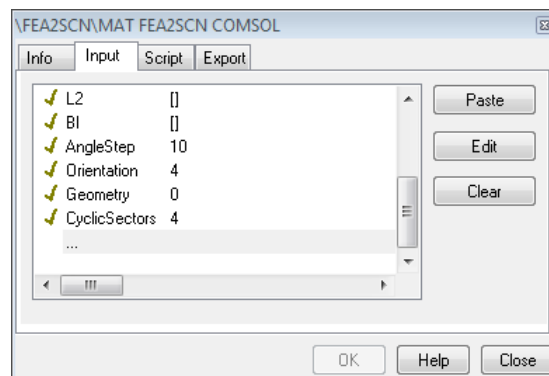 \FEA2SCN\MAT FEA2SCN COMSOL
Info Input Script Export
L2 []
Bl []
AngleStep 10
Orientation 4
Geometry 0
CyclicSectors 4
...
Paste
Edit
Clear
OK Help Close